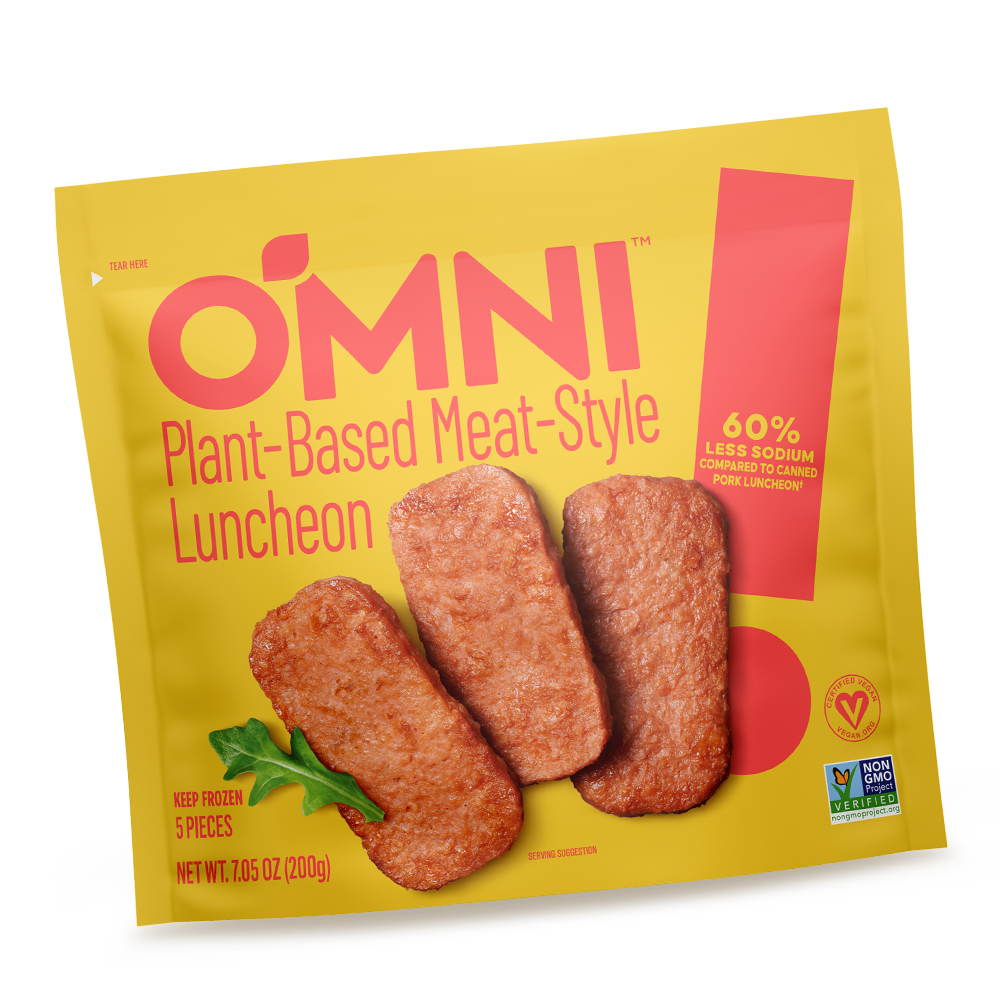 TEAR HERE
O'MNI™
Plant-Based Meat-Style
Luncheon
60%
LESS SODIUM
COMPARED TO CANNED
PORK LUNCHEON†
CERTIFIED VEGAN
VEGAN.ORG
NON
GMO
Project
VERIFIED
nongmoproject.org
KEEP FROZEN
5 PIECES
NET WT. 7.05 OZ (200g)
SERVING SUGGESTION